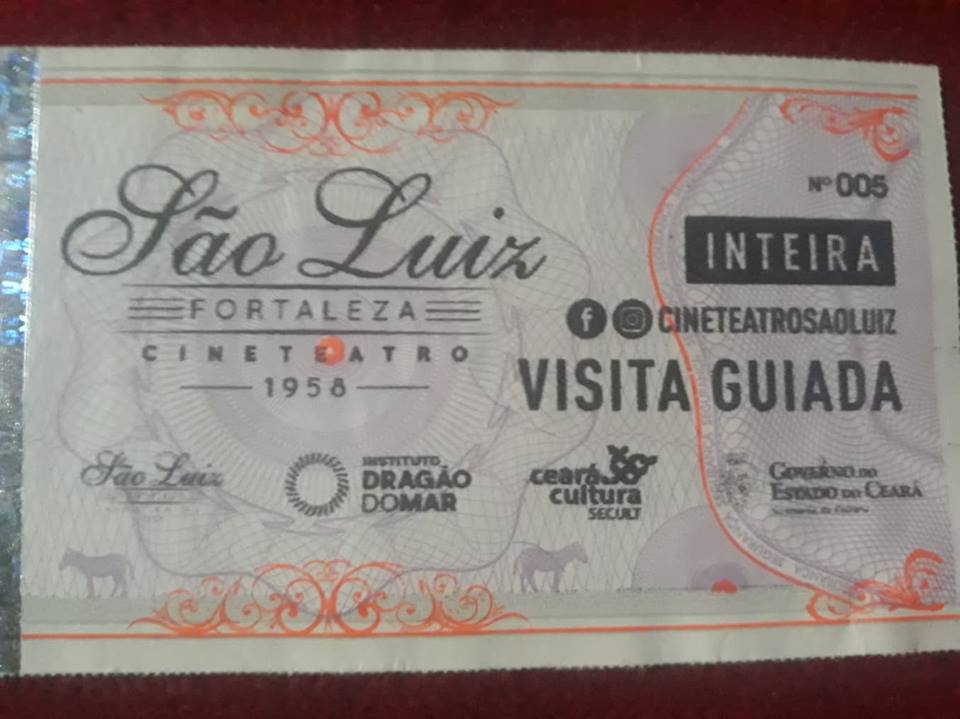 São Luiz
FORTALEZA
CINETEATRO
1958
Nº 005
INTEIRA
CINETEATROSAOLUIZ
VISITA GUIADA
São Luiz
INSTITUTO
DRAGÃO
DOMAR
ceará
cultura
SECULT
GOVERNO DO
ESTADO DO CEARÁ